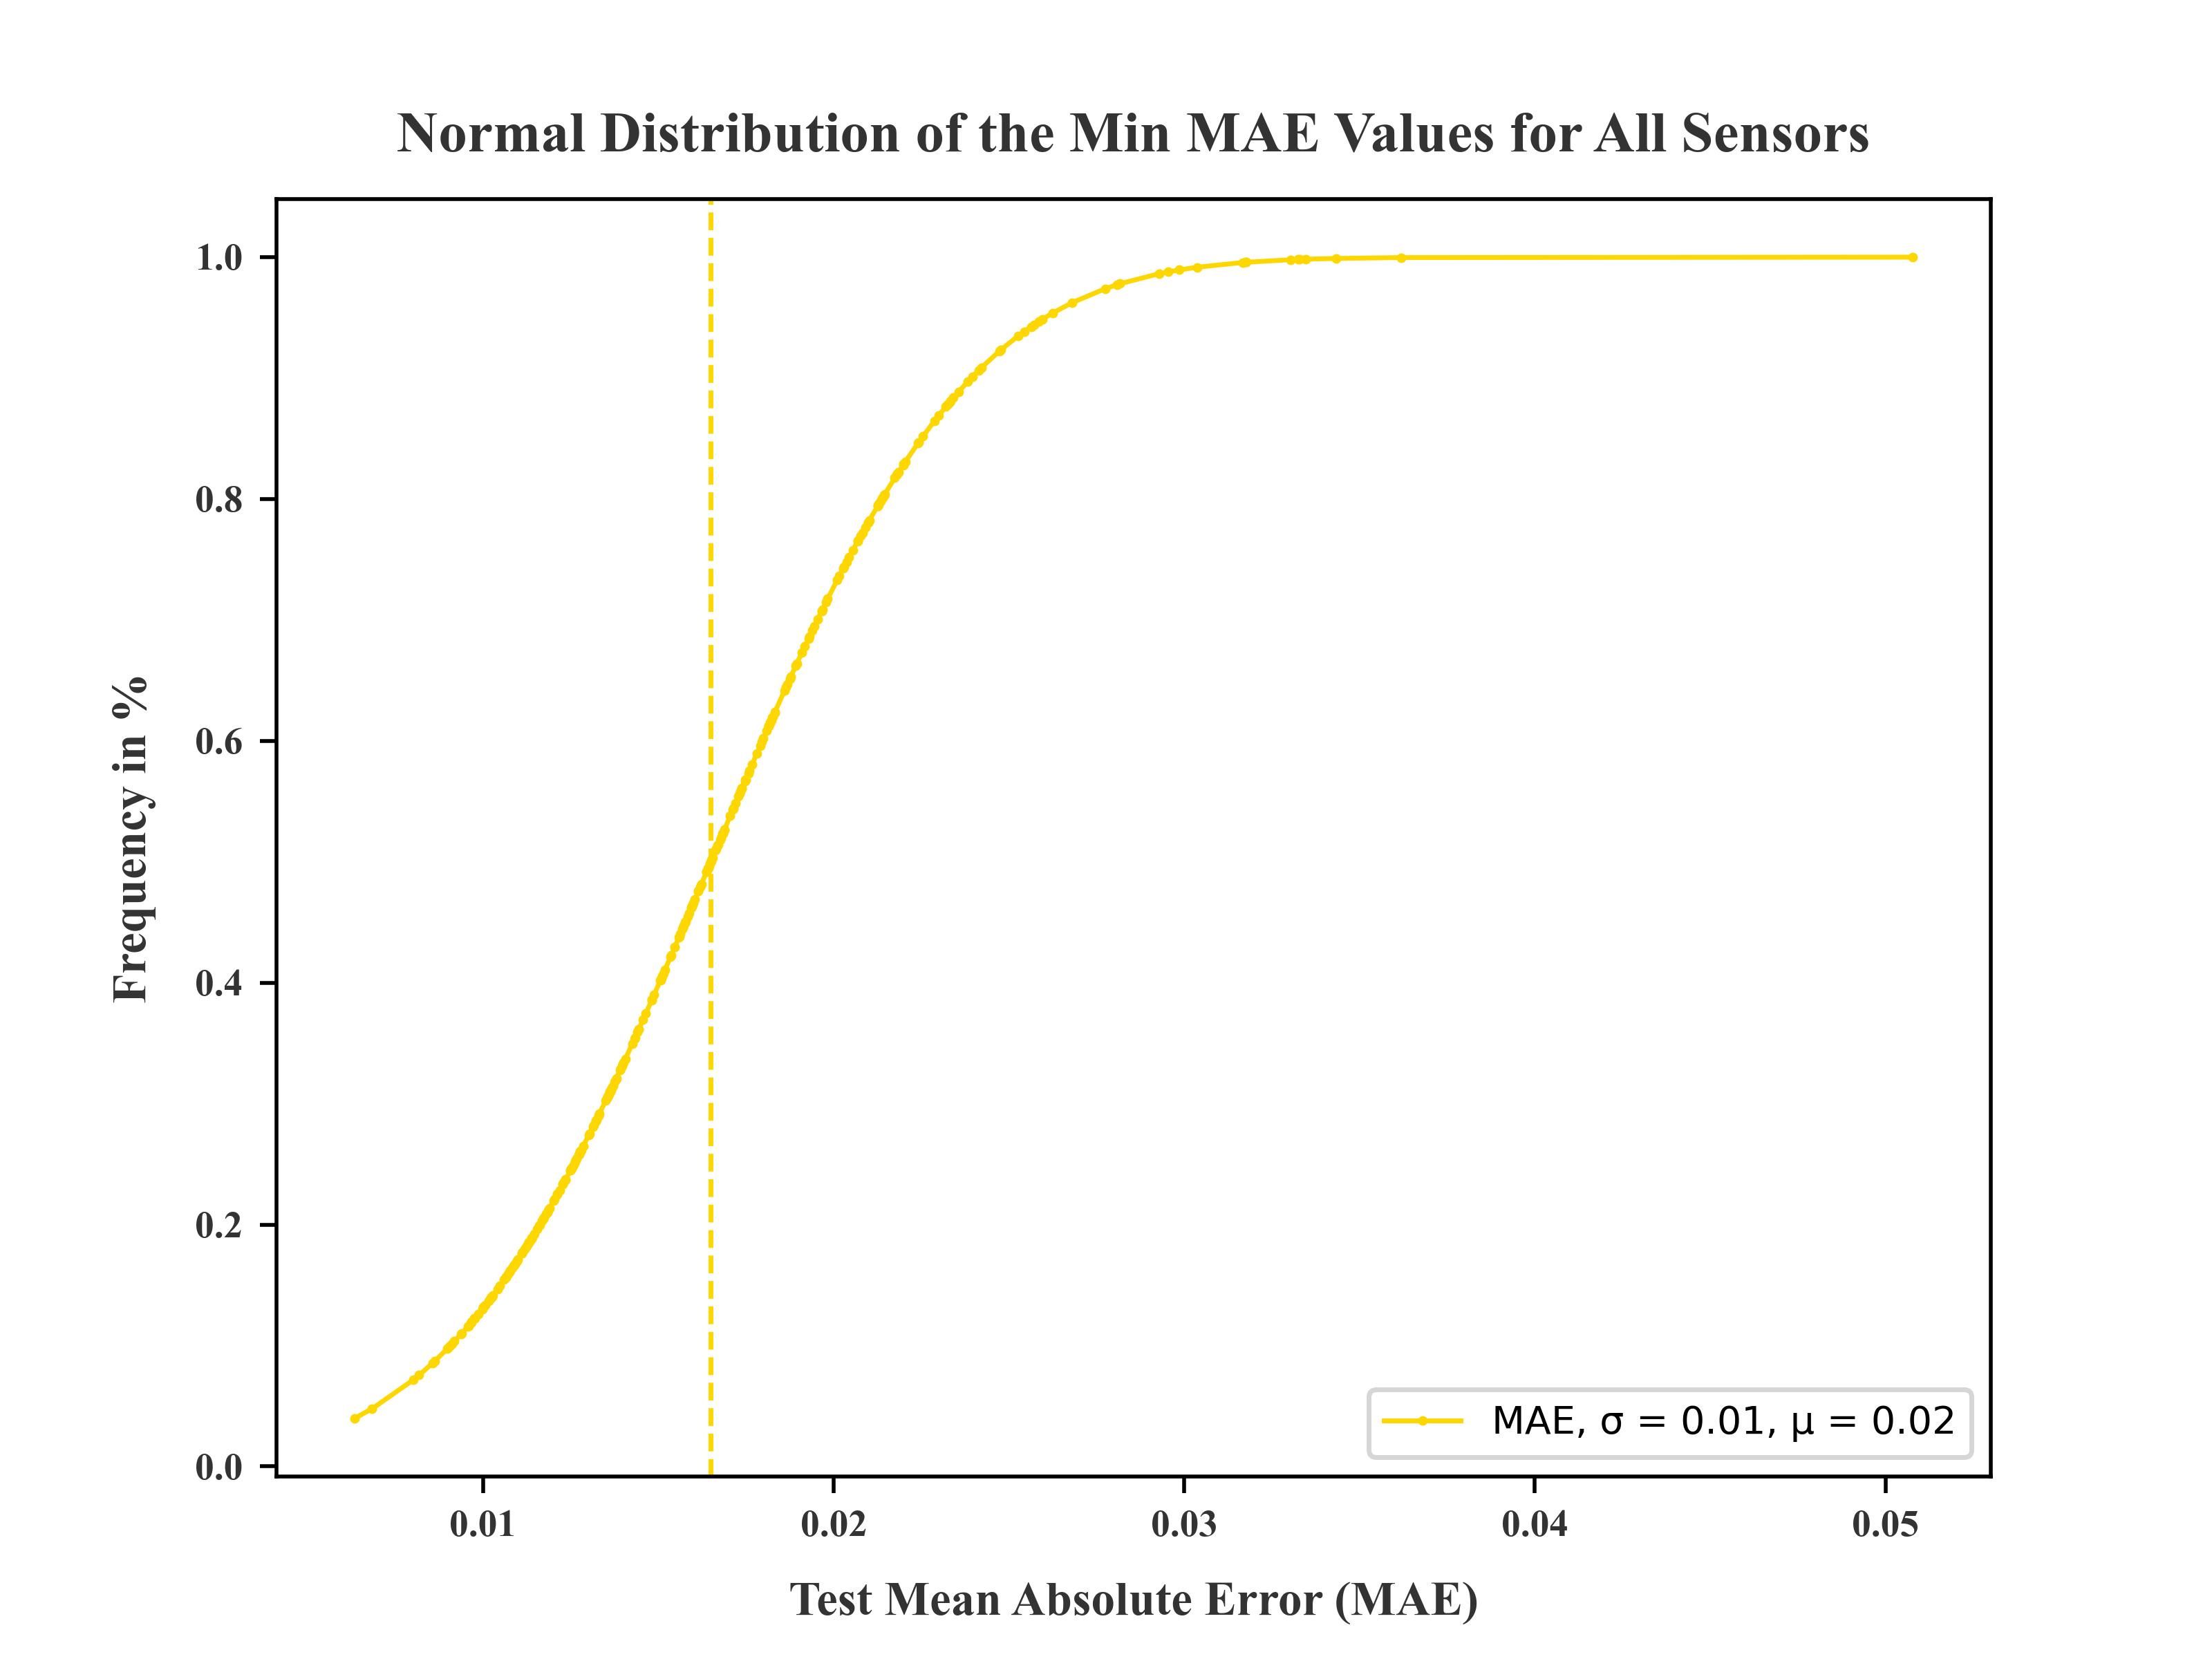 Normal Distribution of the Min MAE Values for All Sensors
1.0
0.8
0.6
0.4
0.2
0.0
Frequency in %
0.01 0.02 0.03 0.04 0.05
Test Mean Absolute Error (MAE)
MAE, σ = 0.01, μ = 0.02